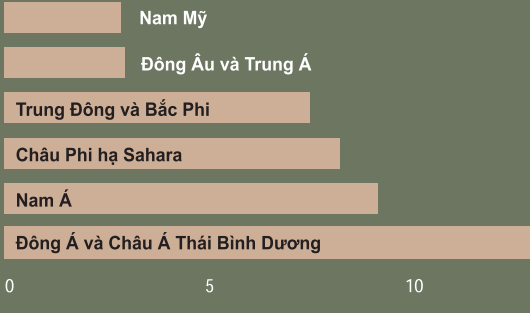 Nam Mỹ
Đông Âu và Trung Á
Trung Đông và Bắc Phi
Châu Phi hạ Sahara
Nam Á
Đông Á và Châu Á Thái Bình Dương
0 5 10